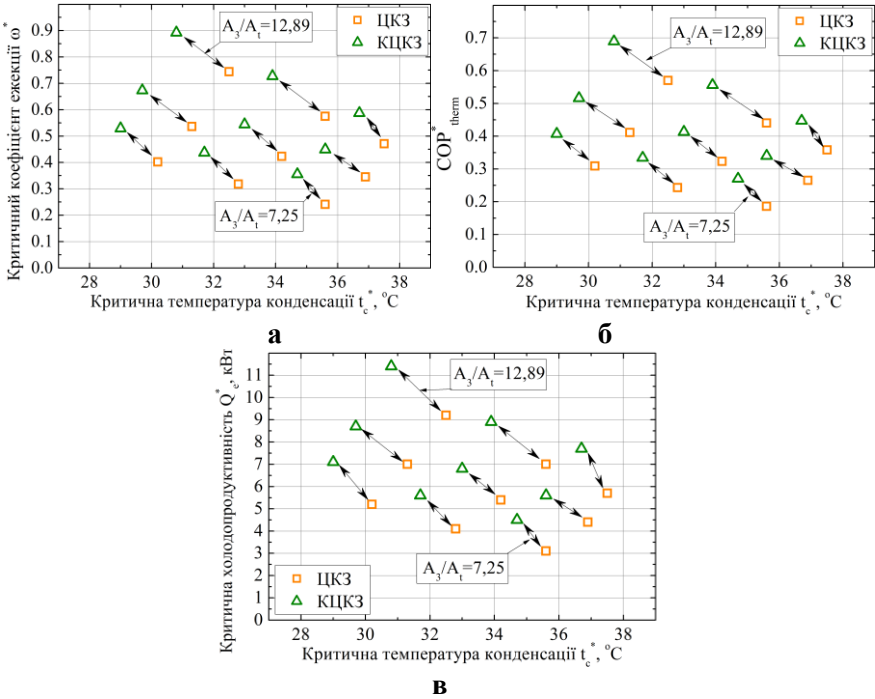 Критичний коефіцієнт ежекції ω*
0.9
0.8
0.7
0.6
0.5
0.4
0.3
0.2
0.1
0.0
A₃/Aₜ=12,89
ЦКЗ
КЦКЗ
A₃/Aₜ=7,25
28 30 32 34 36 38
Критична температура конденсації t꜀*, °C
а
COP*therm
0.7
0.6
0.5
0.4
0.3
0.2
0.1
0.0
A₃/Aₜ=12,89
ЦКЗ
КЦКЗ
A₃/Aₜ=7,25
28 30 32 34 36 38
Критична температура конденсації t꜀*, °C
б
Критична холодопродуктивність Q*ₑ, кВт
11
10
9
8
7
6
5
4
3
2
1
0
A₃/Aₜ=12,89
A₃/Aₜ=7,25
ЦКЗ
КЦКЗ
28 30 32 34 36 38
Критична температура конденсації t꜀*, °C
в